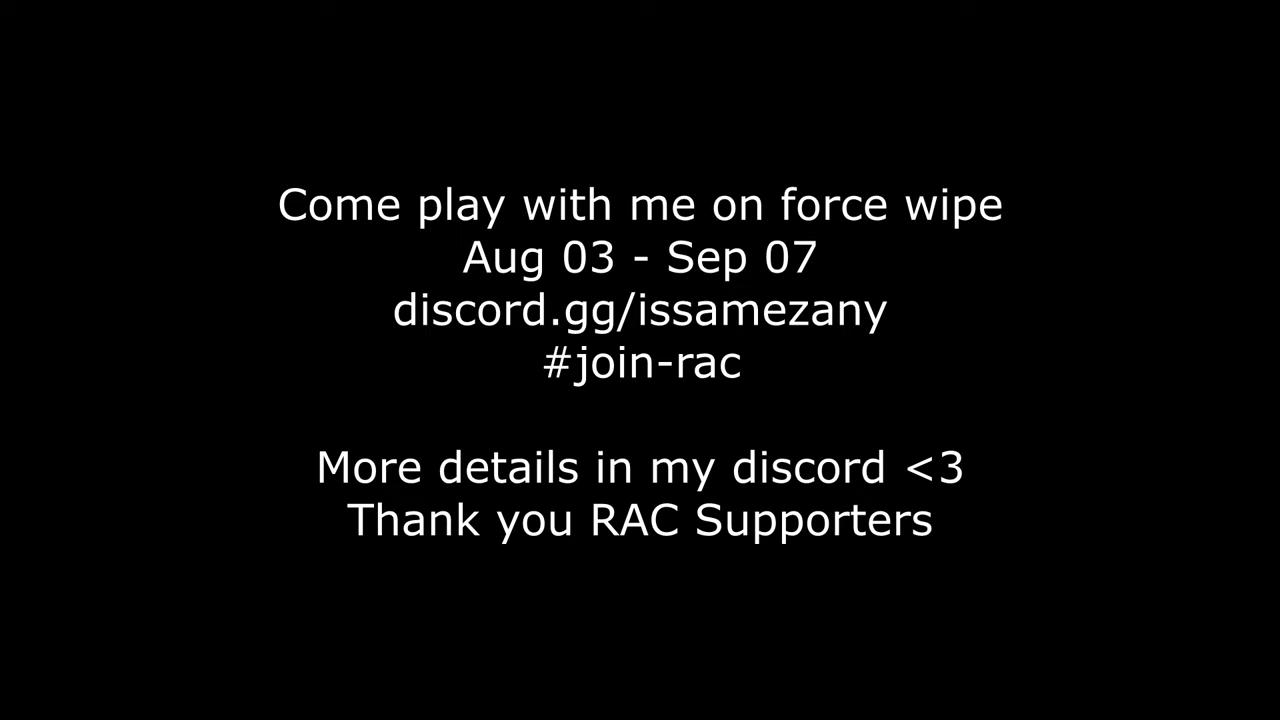 Come play with me on force wipe
Aug 03 - Sep 07
discord.gg/issamezany
#join-rac
More details in my discord <3
Thank you RAC Supporters